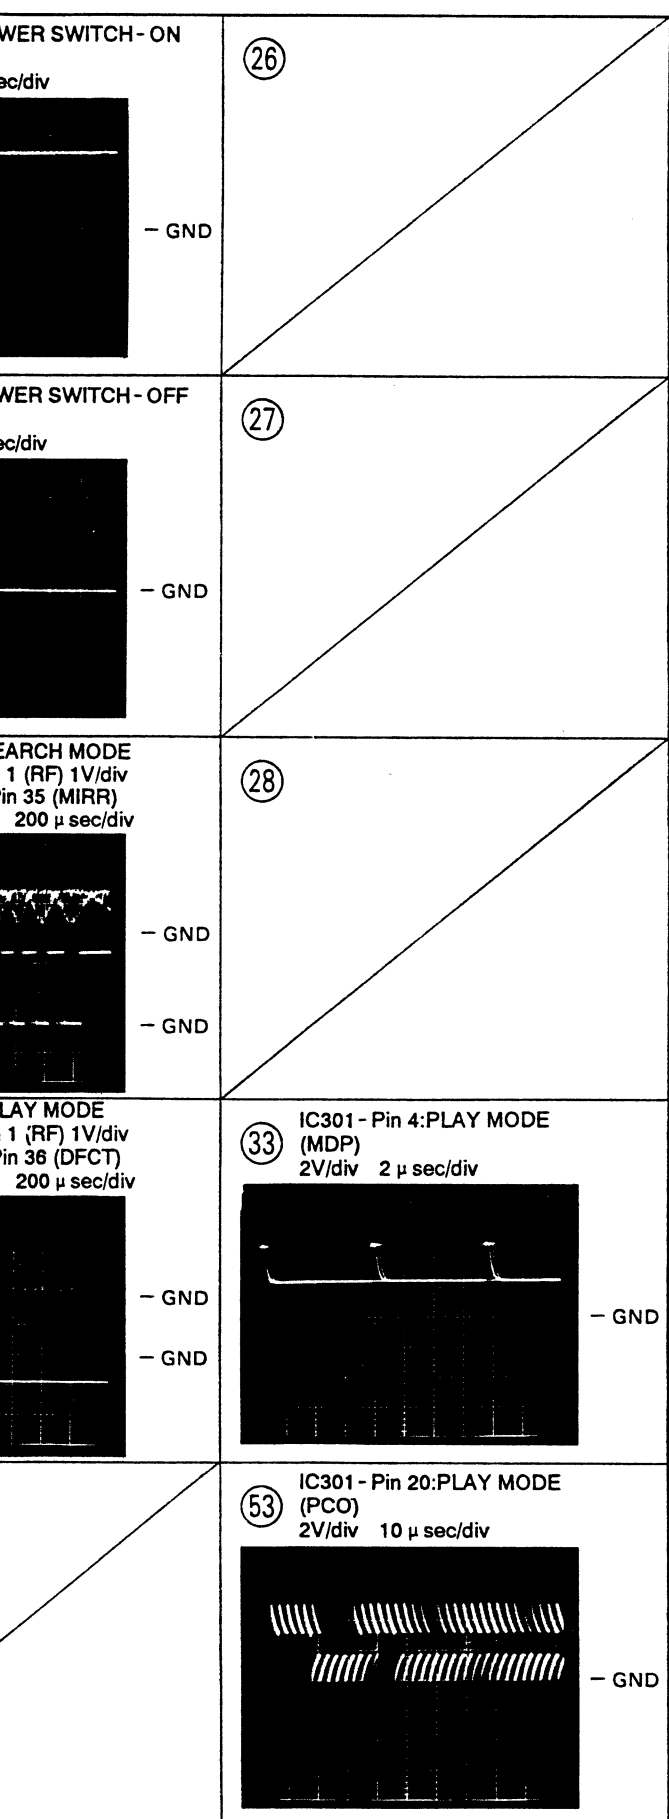 WER SWITCH - ON
ec/div
- GND
26
WER SWITCH - OFF
ec/div
- GND
27
EARCH MODE
1 (RF) 1V/div
Pin 35 (MIRR)
200 μ sec/div
- GND
- GND
28
LAY MODE
1 (RF) 1V/div
Pin 36 (DFCT)
200 μ sec/div
- GND
- GND
33
IC301 - Pin 4:PLAY MODE
(MDP)
2V/div 2 μ sec/div
- GND
53
IC301 - Pin 20:PLAY MODE
(PCO)
2V/div 10 μ sec/div
- GND